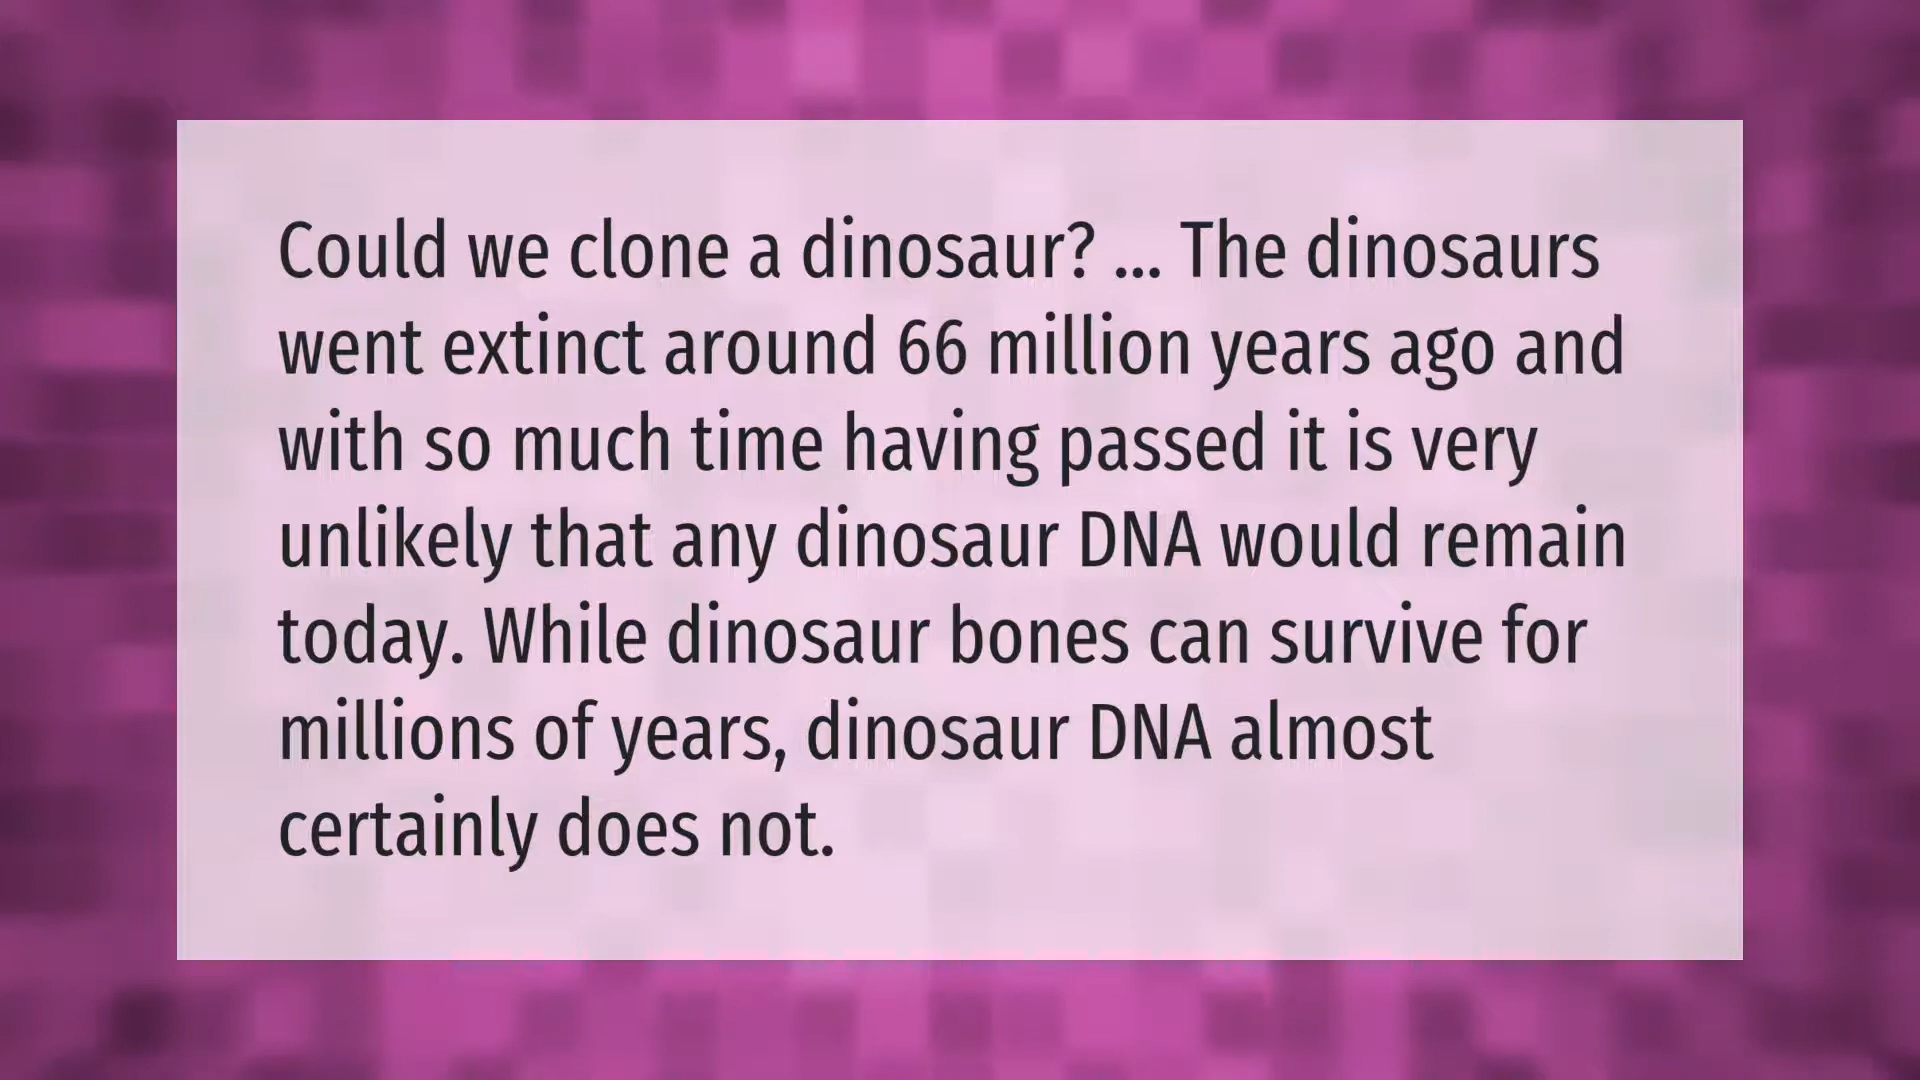 Could we clone a dinosaur? ... The dinosaurs
went extinct around 66 million years ago and
with so much time having passed it is very
unlikely that any dinosaur DNA would remain
today. While dinosaur bones can survive for
millions of years, dinosaur DNA almost
certainly does not.